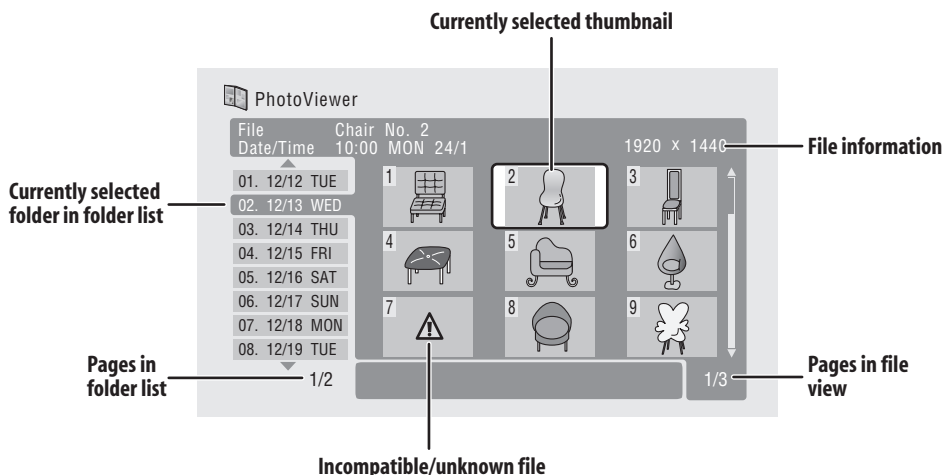 Currently selected thumbnail
PhotoViewer
File Chair No. 2
Date/Time 10:00 MON 24/1 1920 x 1440
File information
Currently selected
folder in folder list
01. 12/12 TUE
02. 12/13 WED
03. 12/14 THU
04. 12/15 FRI
05. 12/16 SAT
06. 12/17 SUN
07. 12/18 MON
08. 12/19 TUE
1 2 3
4 5 6
7 8 9
Pages in
folder list
1/2
1/3
Pages in file
view
Incompatible/unknown file